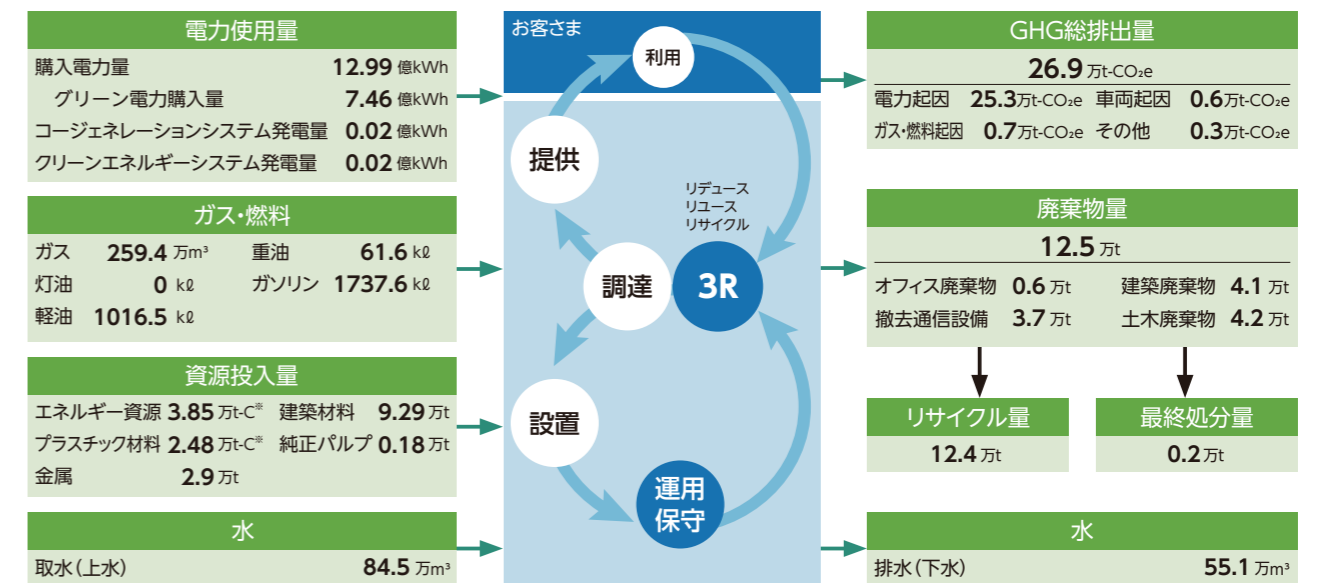 電力使用量
購入電力量 12.99 億kWh
グリーン電力購入量 7.46 億kWh
コージェネレーションシステム発電量 0.02 億kWh
クリーンエネルギーシステム発電量 0.02 億kWh
ガス・燃料
ガス 259.4 万m³ 重油 61.6 kℓ
灯油 0 kℓ ガソリン 1737.6 kℓ
軽油 1016.5 kℓ
資源投入量
エネルギー資源 3.85 万t-C※ 建築材料 9.29 万t
プラスチック材料 2.48 万t-C※ 純正パルプ 0.18 万t
金属 2.9 万t
水
取水(上水) 84.5 万m³
お客さま
利用
提供
リデュース
リユース
リサイクル
調達
3R
設置
運用
保守
GHG総排出量
26.9 万t-CO₂e
電力起因 25.3万t-CO₂e 車両起因 0.6万t-CO₂e
ガス・燃料起因 0.7万t-CO₂e その他 0.3万t-CO₂e
廃棄物量
12.5 万t
オフィス廃棄物 0.6 万t 建築廃棄物 4.1 万t
撤去通信設備 3.7 万t 土木廃棄物 4.2 万t
リサイクル量
12.4 万t
最終処分量
0.2 万t
水
排水(下水) 55.1 万m³